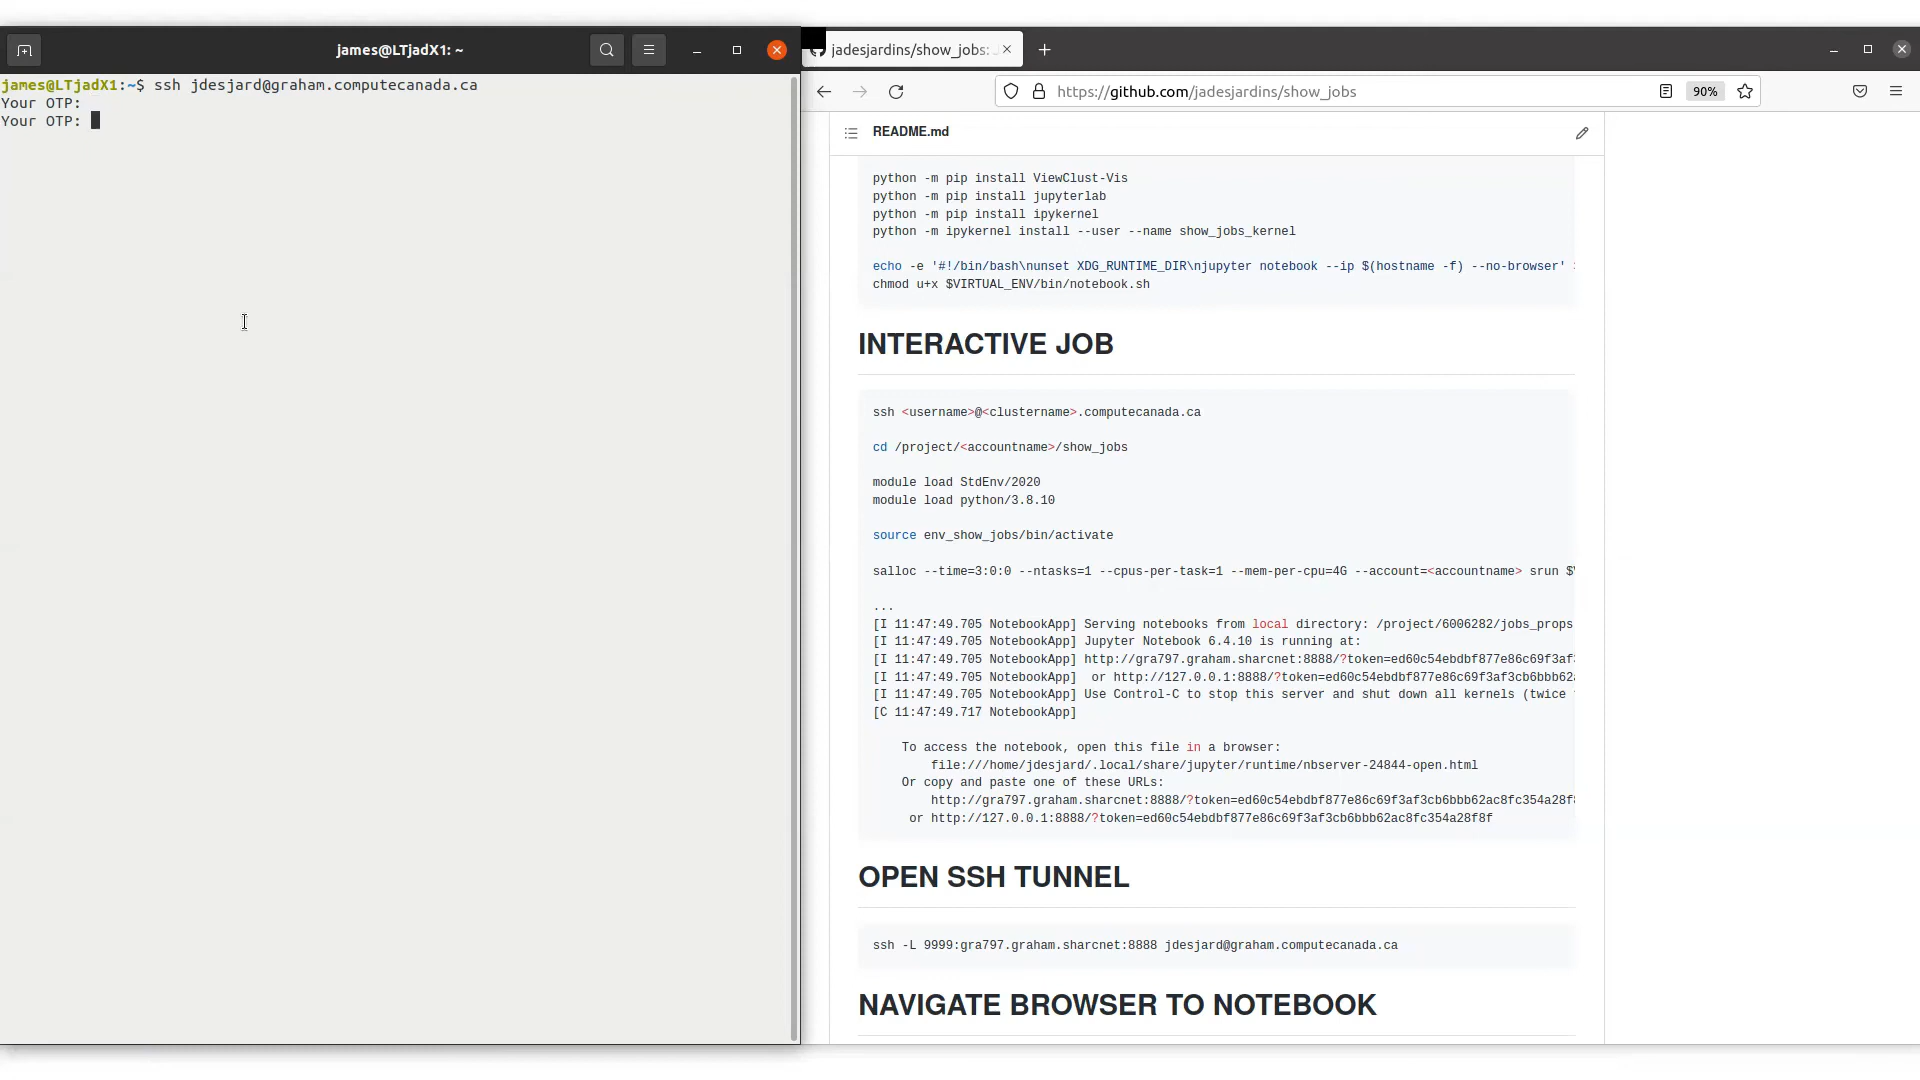 james@LTjadX1: ~
james@LTjadX1:~$ ssh jdesjard@graham.computecanada.ca
Your OTP:
Your OTP:
jadesjardins/show_jobs:
https://github.com/jadesjardins/show_jobs
90%
README.md
python -m pip install ViewClust-Vis
python -m pip install jupyterlab
python -m pip install ipykernel
python -m ipykernel install --user --name show_jobs_kernel
echo -e '#!/bin/bash\nunset XDG_RUNTIME_DIR\njupyter notebook --ip $(hostname -f) --no-browser'
chmod u+x $VIRTUAL_ENV/bin/notebook.sh
INTERACTIVE JOB
ssh <username>@<clustername>.computecanada.ca
cd /project/<accountname>/show_jobs
module load StdEnv/2020
module load python/3.8.10
source env_show_jobs/bin/activate
salloc --time=3:0:0 --ntasks=1 --cpus-per-task=1 --mem-per-cpu=4G --account=<accountname> srun
...
[I 11:47:49.705 NotebookApp] Serving notebooks from local directory: /project/6006282/jobs_props
[I 11:47:49.705 NotebookApp] Jupyter Notebook 6.4.10 is running at:
[I 11:47:49.705 NotebookApp] http://gra797.graham.sharcnet:8888/?token=ed60c54ebdbf877e86c69f3af
[I 11:47:49.705 NotebookApp]  or http://127.0.0.1:8888/?token=ed60c54ebdbf877e86c69f3af3cb6bbb62
[I 11:47:49.705 NotebookApp] Use Control-C to stop this server and shut down all kernels (twice
[C 11:47:49.717 NotebookApp]
To access the notebook, open this file in a browser:
file:///home/jdesjard/.local/share/jupyter/runtime/nbserver-24844-open.html
Or copy and paste one of these URLs:
http://gra797.graham.sharcnet:8888/?token=ed60c54ebdbf877e86c69f3af3cb6bbb62ac8fc354a28f
or http://127.0.0.1:8888/?token=ed60c54ebdbf877e86c69f3af3cb6bbb62ac8fc354a28f8f
OPEN SSH TUNNEL
ssh -L 9999:gra797.graham.sharcnet:8888 jdesjard@graham.computecanada.ca
NAVIGATE BROWSER TO NOTEBOOK